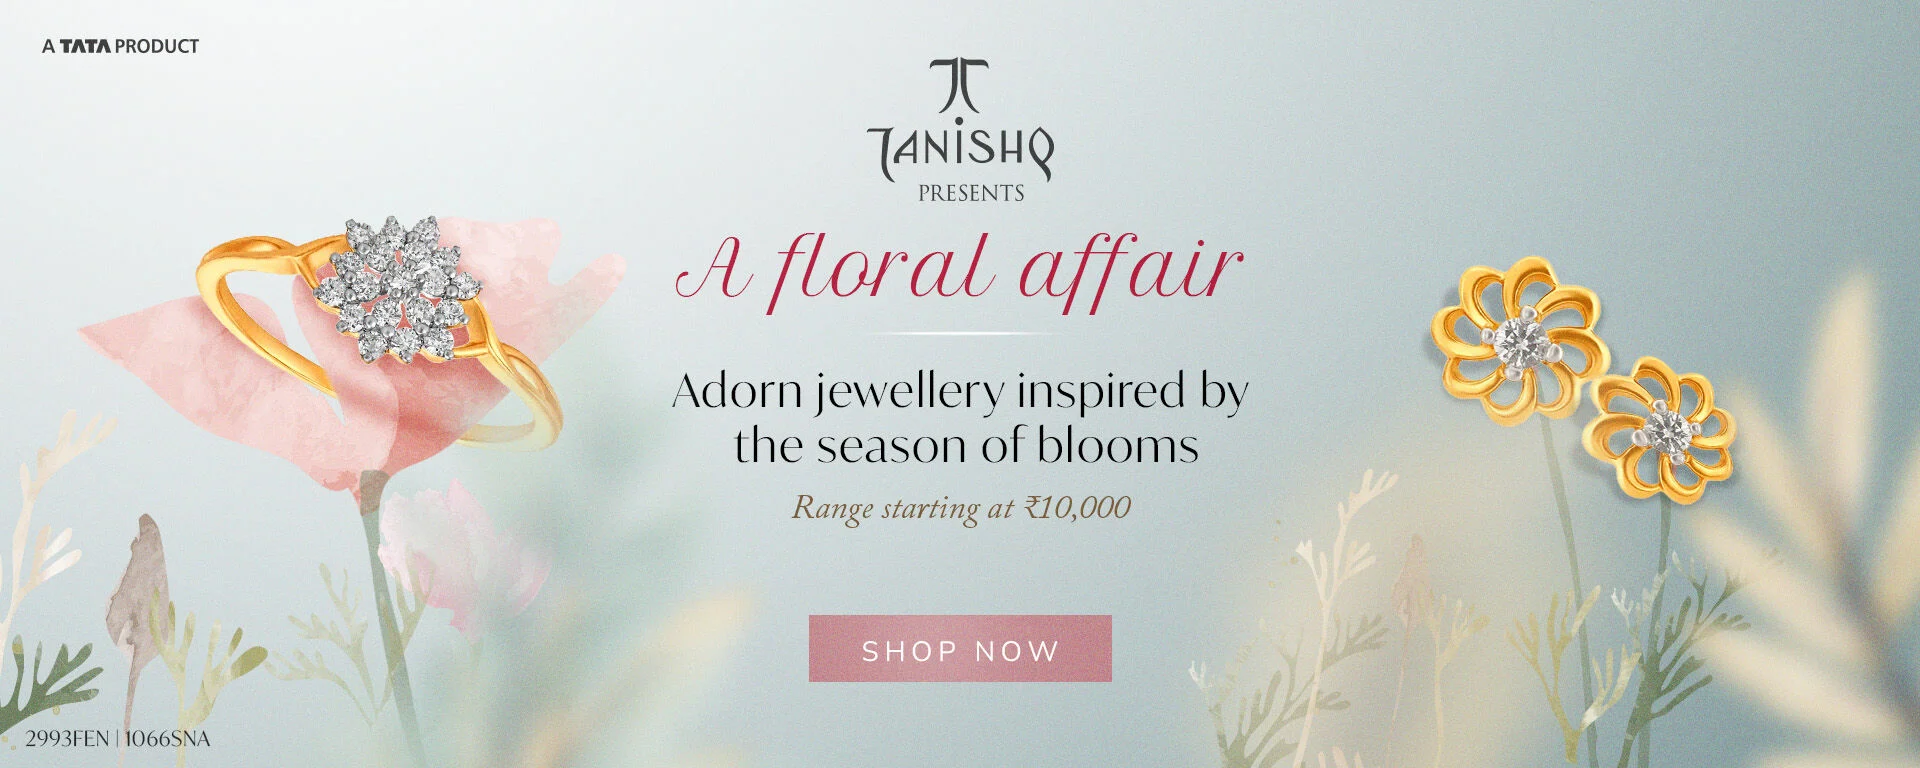 A TATA PRODUCT
TANISHQ
PRESENTS
A floral affair
Adorn jewellery inspired by
the season of blooms
Range starting at ₹10,000
SHOP NOW
2993FEN | 1066SNA